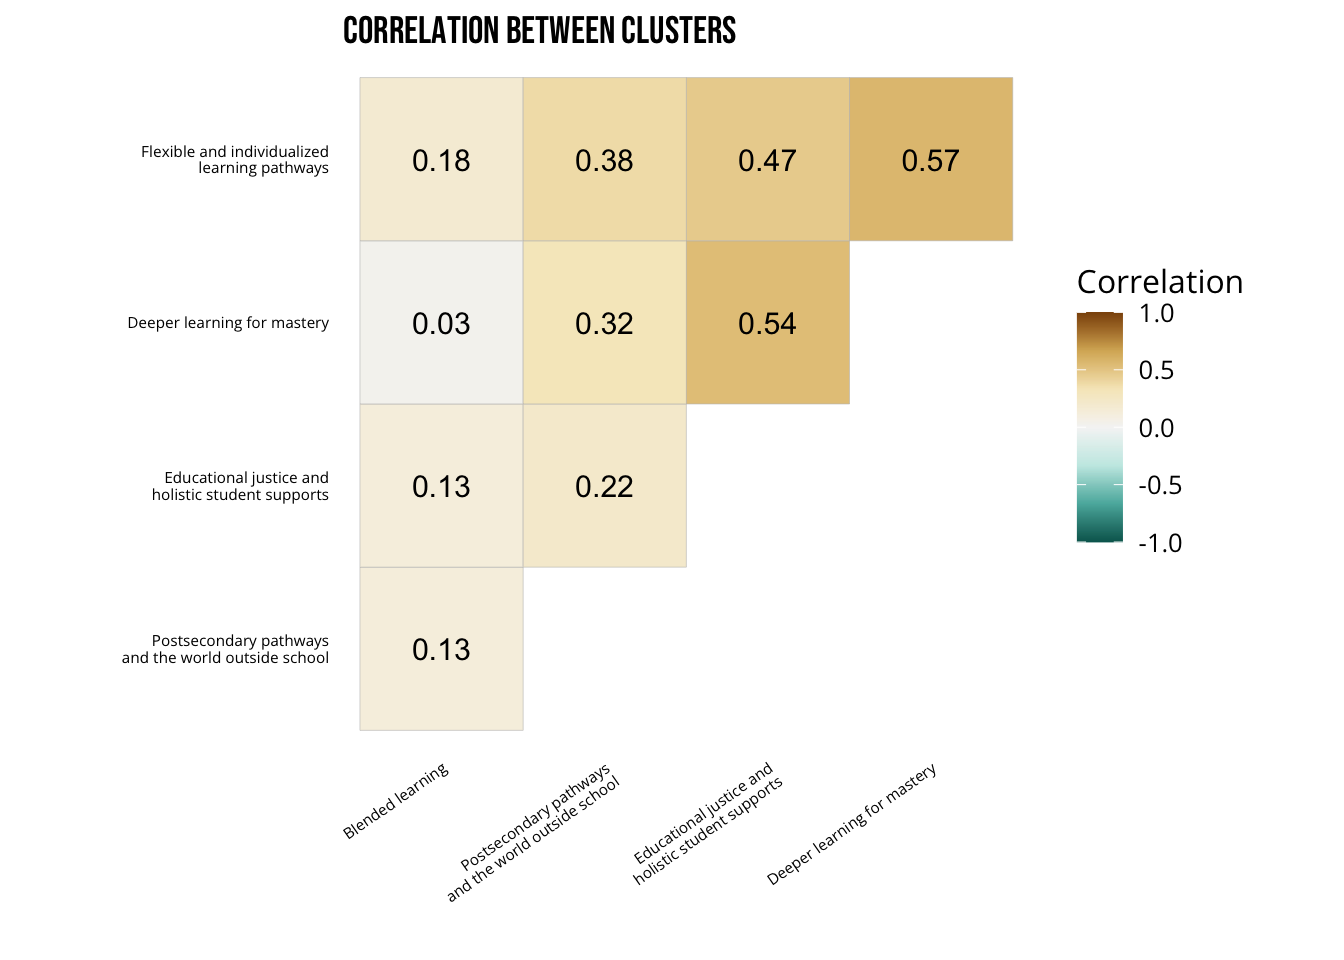 CORRELATION BETWEEN CLUSTERS
Flexible and individualized
learning pathways
0.18 0.38 0.47 0.57
Deeper learning for mastery
0.03 0.32 0.54
Educational justice and
holistic student supports
0.13 0.22
Postsecondary pathways
and the world outside school
0.13
Blended learning
Postsecondary pathways
and the world outside school
Educational justice and
holistic student supports
Deeper learning for mastery
Correlation
1.0
0.5
0.0
-0.5
-1.0